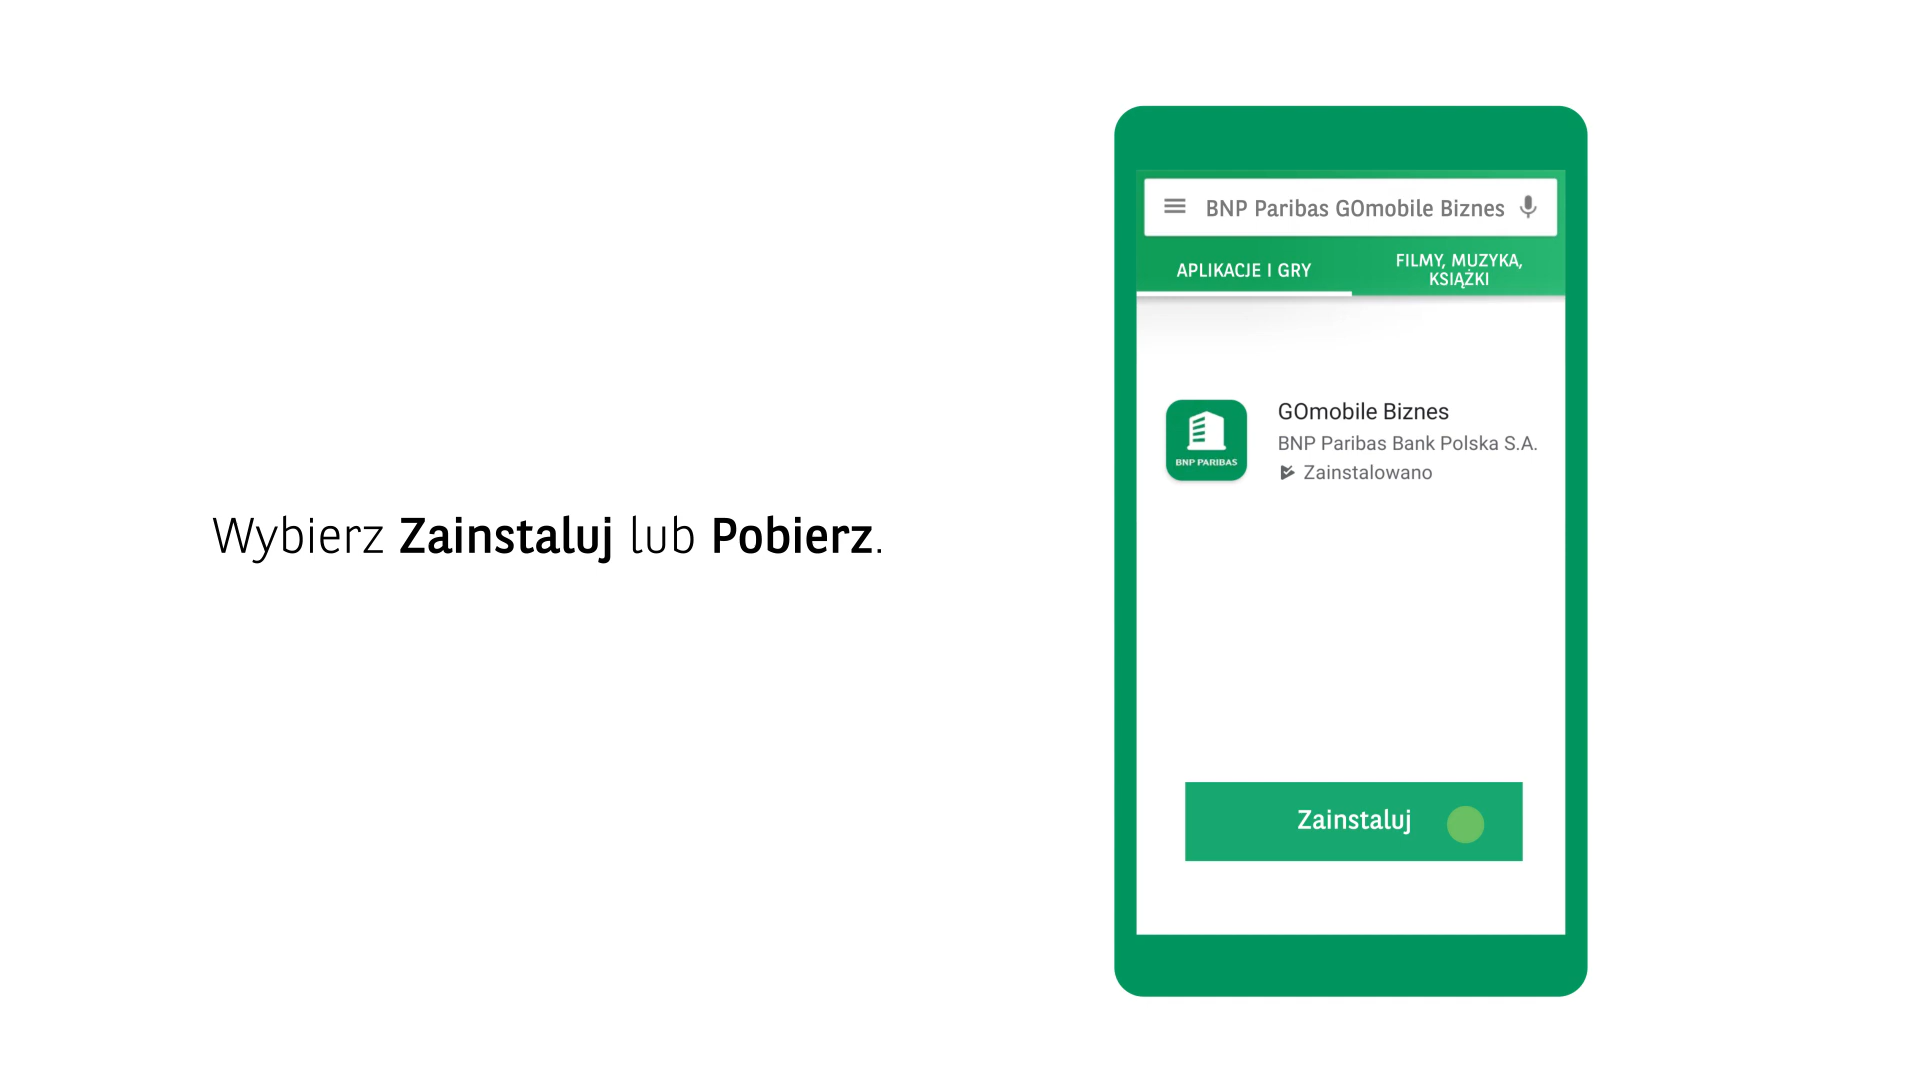 Wybierz Zainstaluj lub Pobierz.
BNP Paribas GOmobile Biznes
APLIKACJE I GRY
FILMY, MUZYKA,
KSIĄŻKI
GOmobile Biznes
BNP Paribas Bank Polska S.A.
Zainstalowano
BNP PARIBAS
Zainstaluj